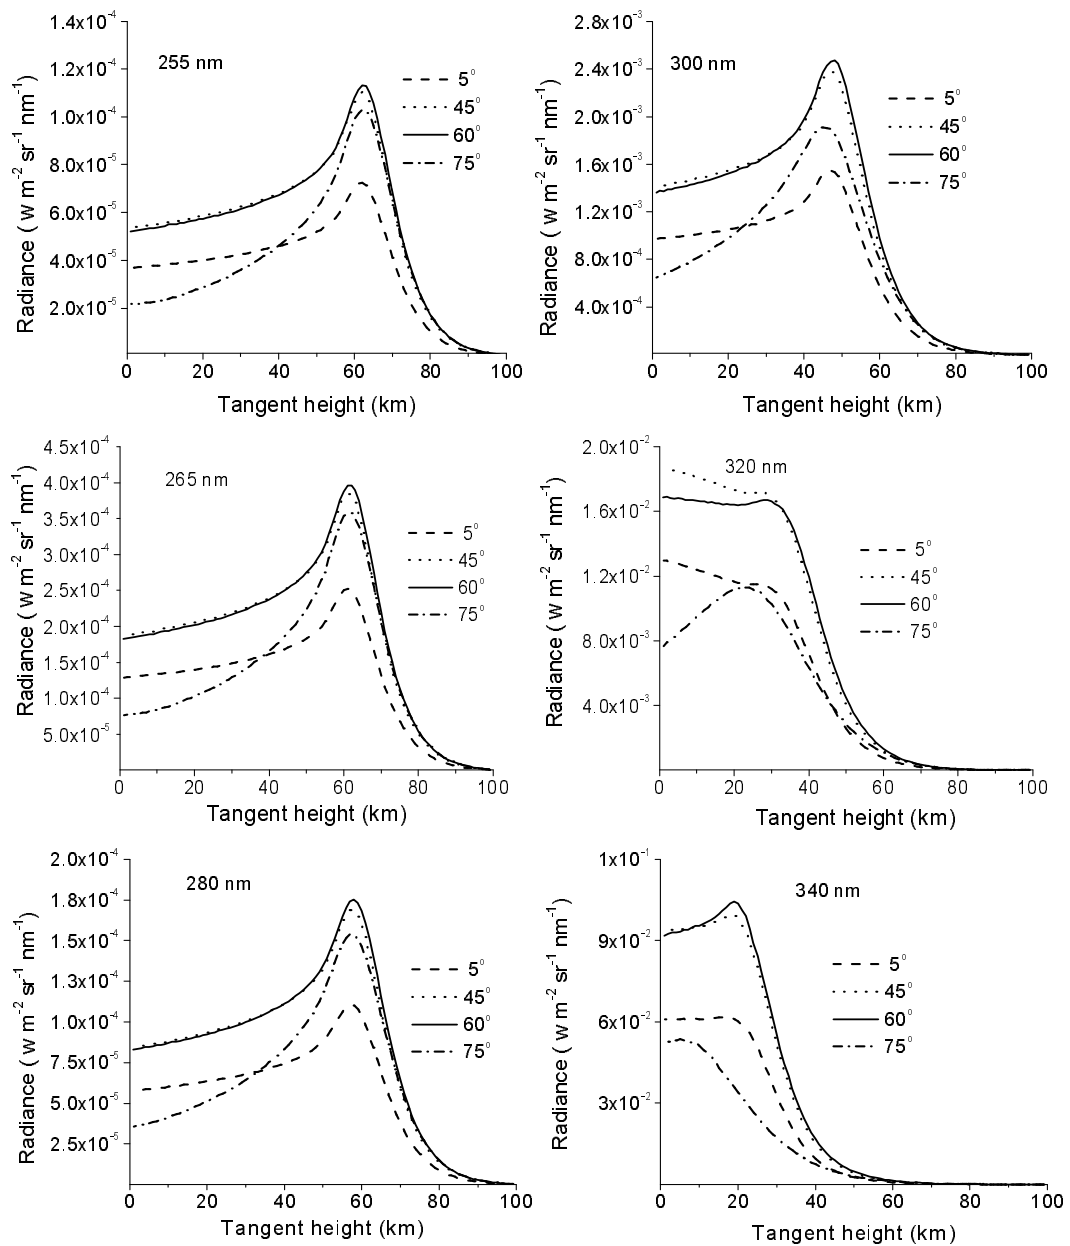 255 nm
Radiance ( w m⁻² sr⁻¹ nm⁻¹)
1.4x10⁻⁴
1.2x10⁻⁴
1.0x10⁻⁴
8.0x10⁻⁵
6.0x10⁻⁵
4.0x10⁻⁵
2.0x10⁻⁵
5°
45°
60°
75°
0 20 40 60 80 100
Tangent height (km)
300 nm
Radiance ( w m⁻² sr⁻¹ nm⁻¹)
2.8x10⁻³
2.4x10⁻³
2.0x10⁻³
1.6x10⁻³
1.2x10⁻³
8.0x10⁻⁴
4.0x10⁻⁴
5°
45°
60°
75°
0 20 40 60 80 100
Tangent height (km)
265 nm
Radiance ( w m⁻² sr⁻¹ nm⁻¹)
4.5x10⁻⁴
4.0x10⁻⁴
3.5x10⁻⁴
3.0x10⁻⁴
2.5x10⁻⁴
2.0x10⁻⁴
1.5x10⁻⁴
1.0x10⁻⁴
5.0x10⁻⁵
5°
45°
60°
75°
0 20 40 60 80 100
Tangent height (km)
320 nm
Radiance ( w m⁻² sr⁻¹ nm⁻¹)
2.0x10⁻²
1.6x10⁻²
1.2x10⁻²
8.0x10⁻³
4.0x10⁻³
5°
45°
60°
75°
0 20 40 60 80 100
Tangent height (km)
280 nm
Radiance ( w m⁻² sr⁻¹ nm⁻¹)
2.0x10⁻⁴
1.8x10⁻⁴
1.5x10⁻⁴
1.3x10⁻⁴
1.0x10⁻⁴
7.5x10⁻⁵
5.0x10⁻⁵
2.5x10⁻⁵
5°
45°
60°
75°
0 20 40 60 80 100
Tangent height (km)
340 nm
Radiance ( w m⁻² sr⁻¹ nm⁻¹)
1x10⁻¹
9x10⁻²
6x10⁻²
3x10⁻²
5°
45°
60°
75°
0 20 40 60 80 100
Tangent height (km)